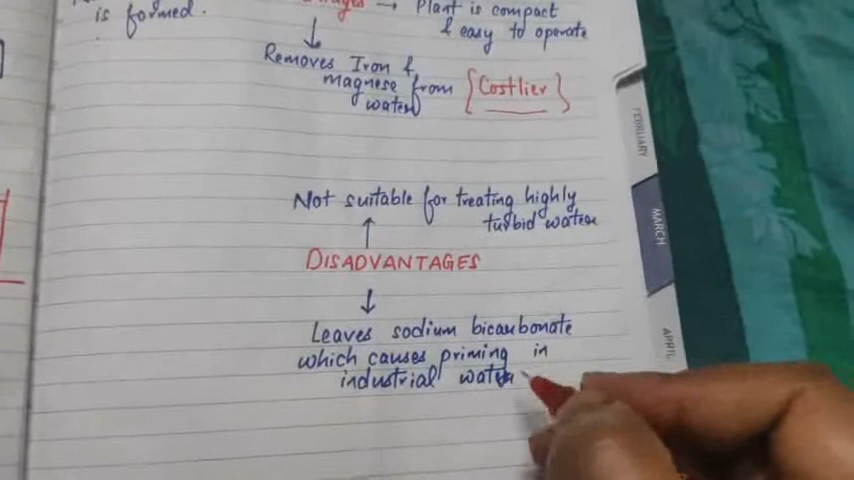 → Plant is compact
is formed.
& easy to operate
Removes Iron &
magnese from
water
{Costlier}
FEBRUARY
Not suitable for treating highly
turbid water
MARCH
DISADVANTAGES
Leaves sodium bicarbonate
which causes priming in
industrial water
APRIL